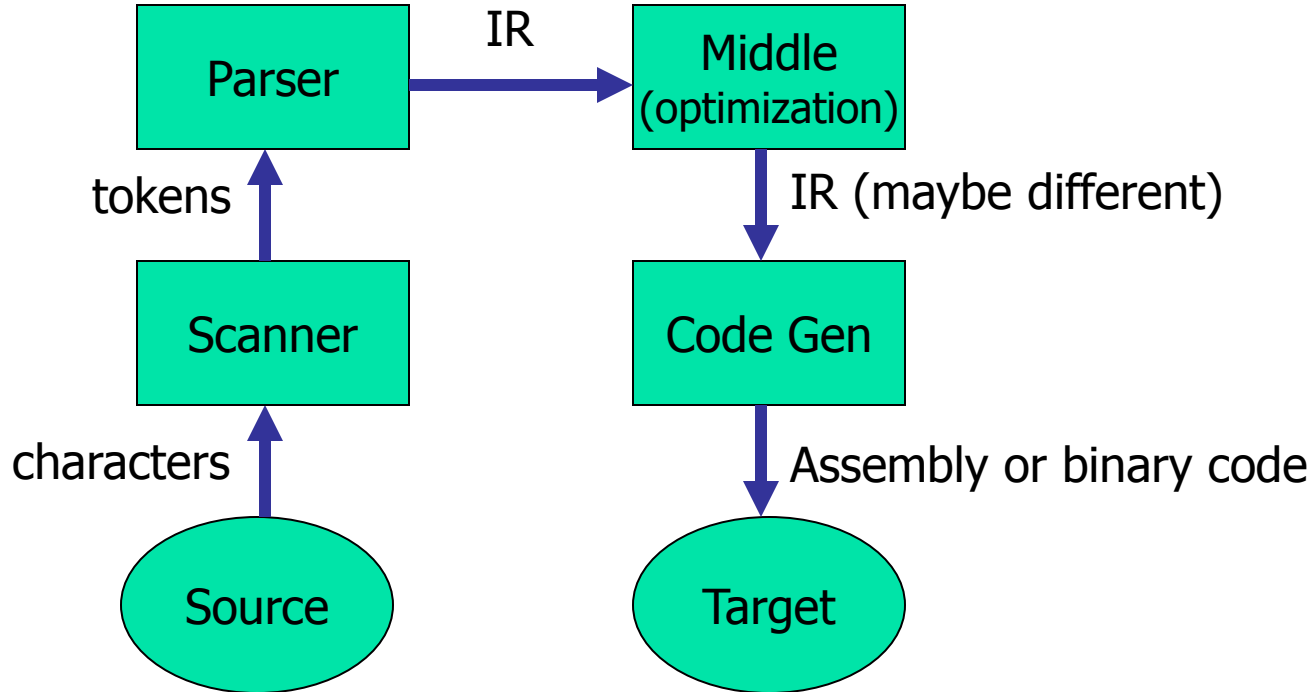 IR
Parser
Middle
(optimization)
tokens
IR (maybe different)
Scanner
Code Gen
characters
Assembly or binary code
Source
Target